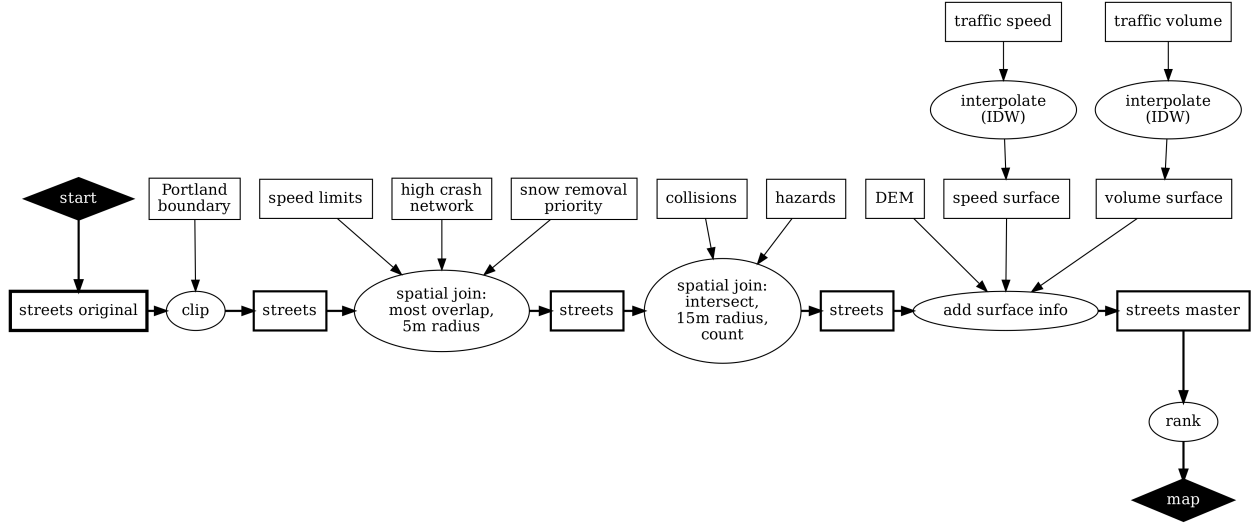 traffic speed
traffic volume
interpolate
(IDW)
interpolate
(IDW)
start
Portland
boundary
speed limits
high crash
network
snow removal
priority
collisions
hazards
DEM
speed surface
volume surface
streets original
clip
streets
spatial join:
most overlap,
5m radius
streets
spatial join:
intersect,
15m radius,
count
streets
add surface info
streets master
rank
map